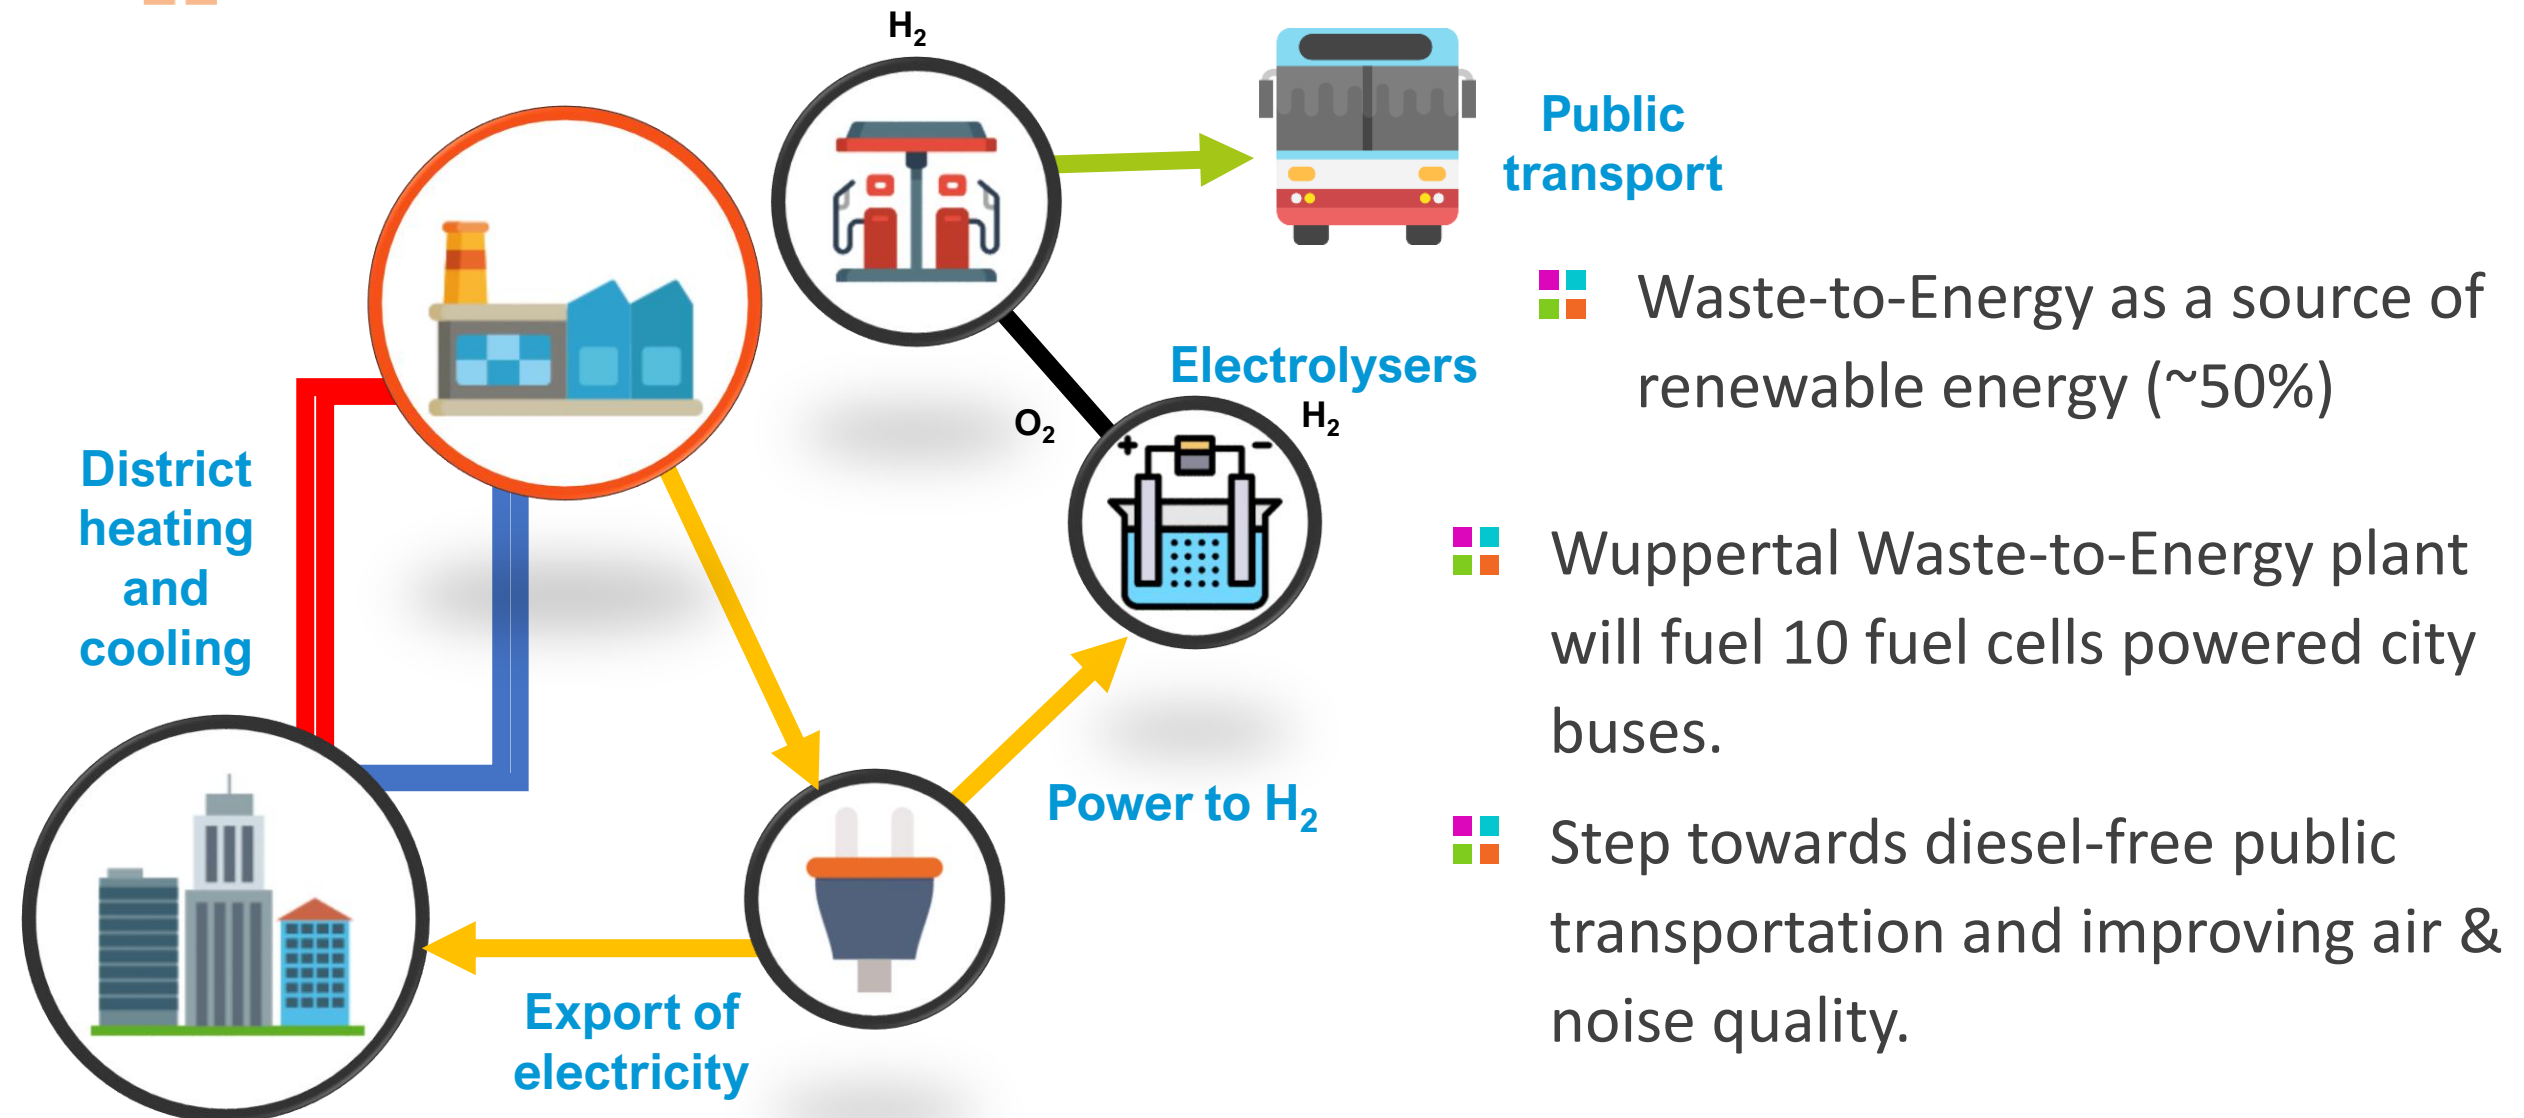 H₂
Public
transport
Electrolysers
O₂
H₂
+
−
District
heating
and
cooling
Power to H₂
Export of
electricity
Waste-to-Energy as a source of
renewable energy (~50%)
Wuppertal Waste-to-Energy plant
will fuel 10 fuel cells powered city
buses.
Step towards diesel-free public
transportation and improving air &
noise quality.